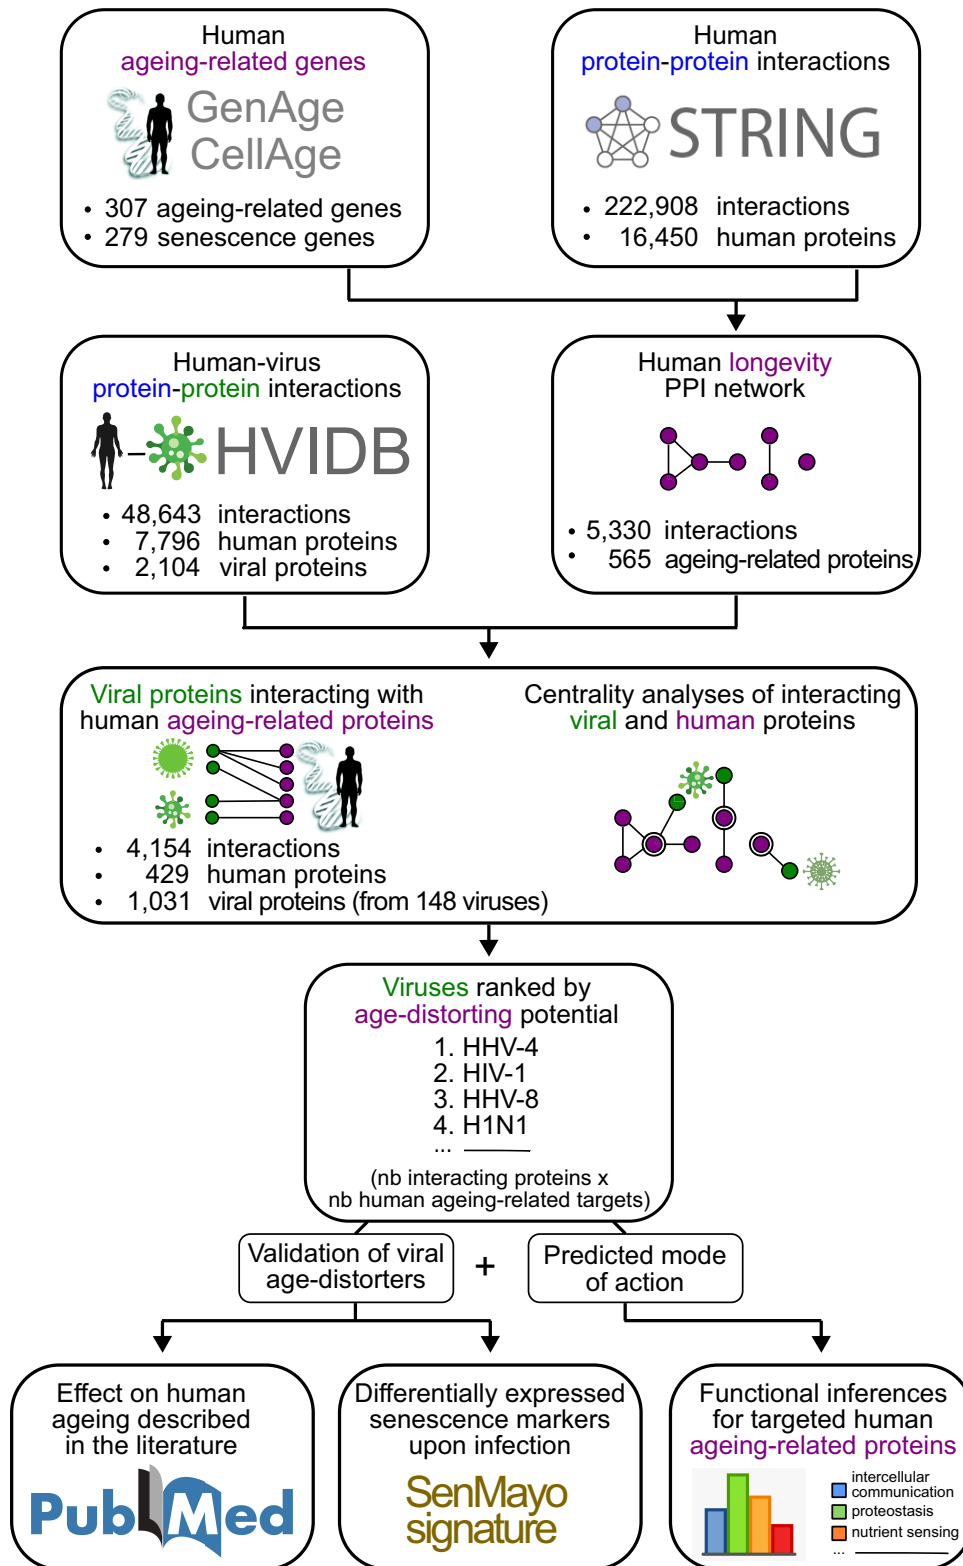 Human
ageing-related genes
GenAge
CellAge
• 307 ageing-related genes
• 279 senescence genes
Human
protein-protein interactions
STRING
• 222,908 interactions
• 16,450 human proteins
Human-virus
protein-protein interactions
HVIDB
• 48,643 interactions
• 7,796 human proteins
• 2,104 viral proteins
Human longevity
PPI network
• 5,330 interactions
• 565 ageing-related proteins
Viral proteins interacting with
human ageing-related proteins
• 4,154 interactions
• 429 human proteins
• 1,031 viral proteins (from 148 viruses)
Centrality analyses of interacting
viral and human proteins
Viruses ranked by
age-distorting potential
1. HHV-4
2. HIV-1
3. HHV-8
4. H1N1
...
(nb interacting proteins x
nb human ageing-related targets)
Validation of viral
age-distorters
+
Predicted mode
of action
Effect on human
ageing described
in the literature
PubMed
Differentially expressed
senescence markers
upon infection
SenMayo
signature
Functional inferences
for targeted human
ageing-related proteins
intercellular
communication
proteostasis
nutrient sensing
...